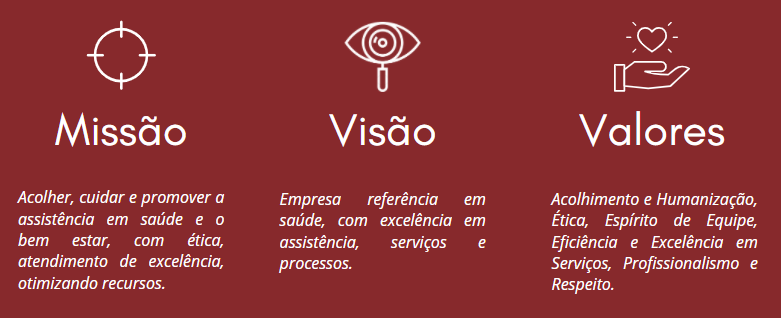 Missão
Acolher, cuidar e promover a
assistência em saúde e o
bem estar, com ética,
atendimento de excelência,
otimizando recursos.
Visão
Empresa referência em
saúde, com excelência em
assistência, serviços e
processos.
Valores
Acolhimento e Humanização,
Ética, Espírito de Equipe,
Eficiência e Excelência em
Serviços, Profissionalismo e
Respeito.